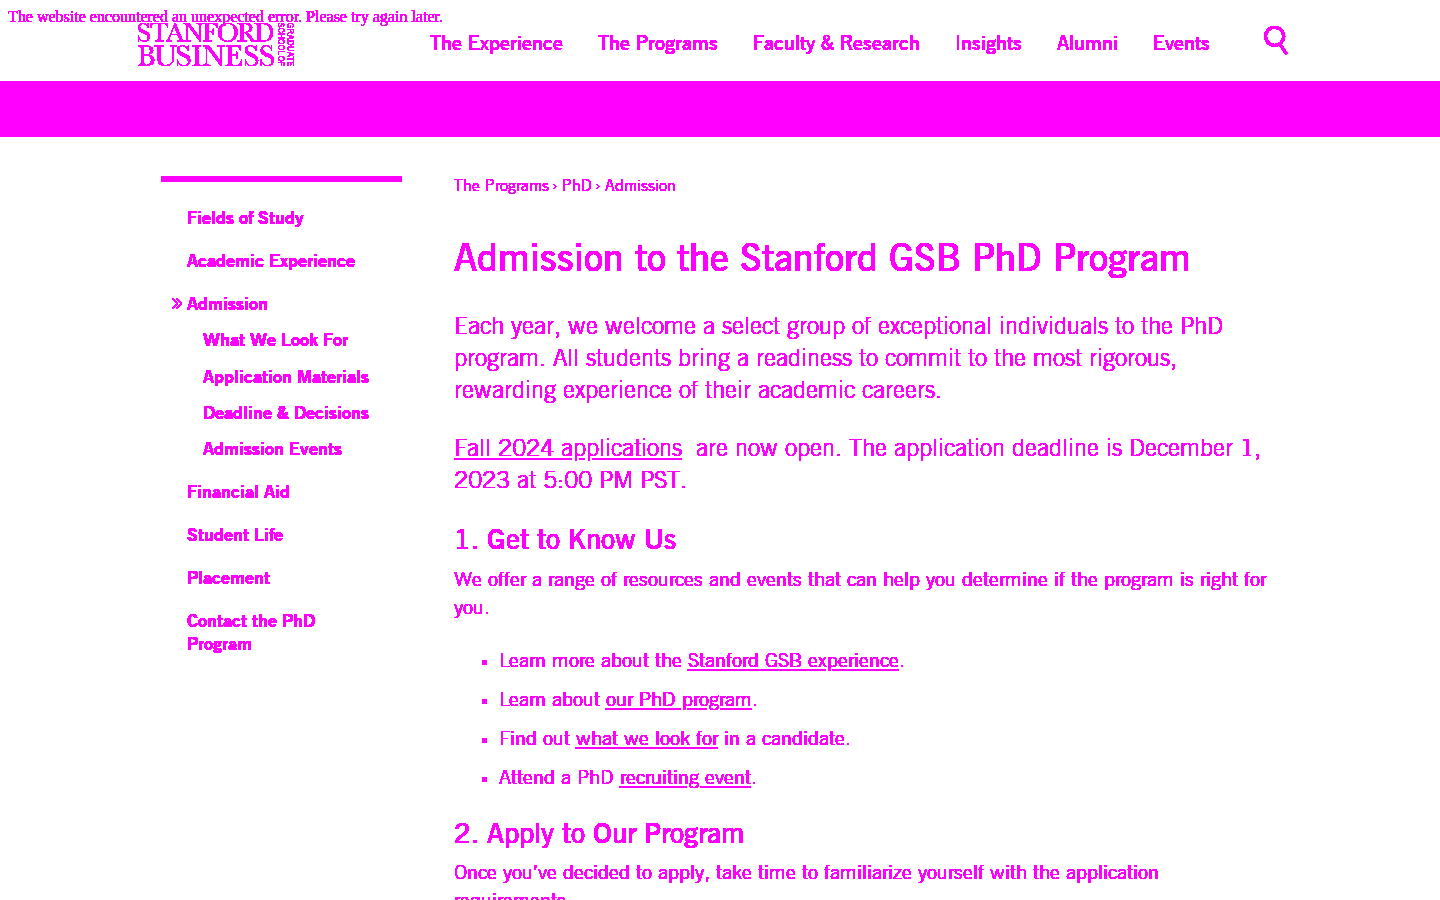 The website encountered an unexpected error. Please try again later.
STANFORD
BUSINESS
GRADUATE
SCHOOL OF
The Experience
The Programs
Faculty & Research
Insights
Alumni
Events
Fields of Study
Academic Experience
» Admission
What We Look For
Application Materials
Deadline & Decisions
Admission Events
Financial Aid
Student Life
Placement
Contact the PhD
Program
The Programs › PhD › Admission
Admission to the Stanford GSB PhD Program
Each year, we welcome a select group of exceptional individuals to the PhD
program. All students bring a readiness to commit to the most rigorous,
rewarding experience of their academic careers.
Fall 2024 applications are now open. The application deadline is December 1,
2023 at 5:00 PM PST.
1. Get to Know Us
We offer a range of resources and events that can help you determine if the program is right for
you.
▪ Learn more about the Stanford GSB experience.
▪ Learn about our PhD program.
▪ Find out what we look for in a candidate.
▪ Attend a PhD recruiting event.
2. Apply to Our Program
Once you've decided to apply, take time to familiarize yourself with the application
requirements.